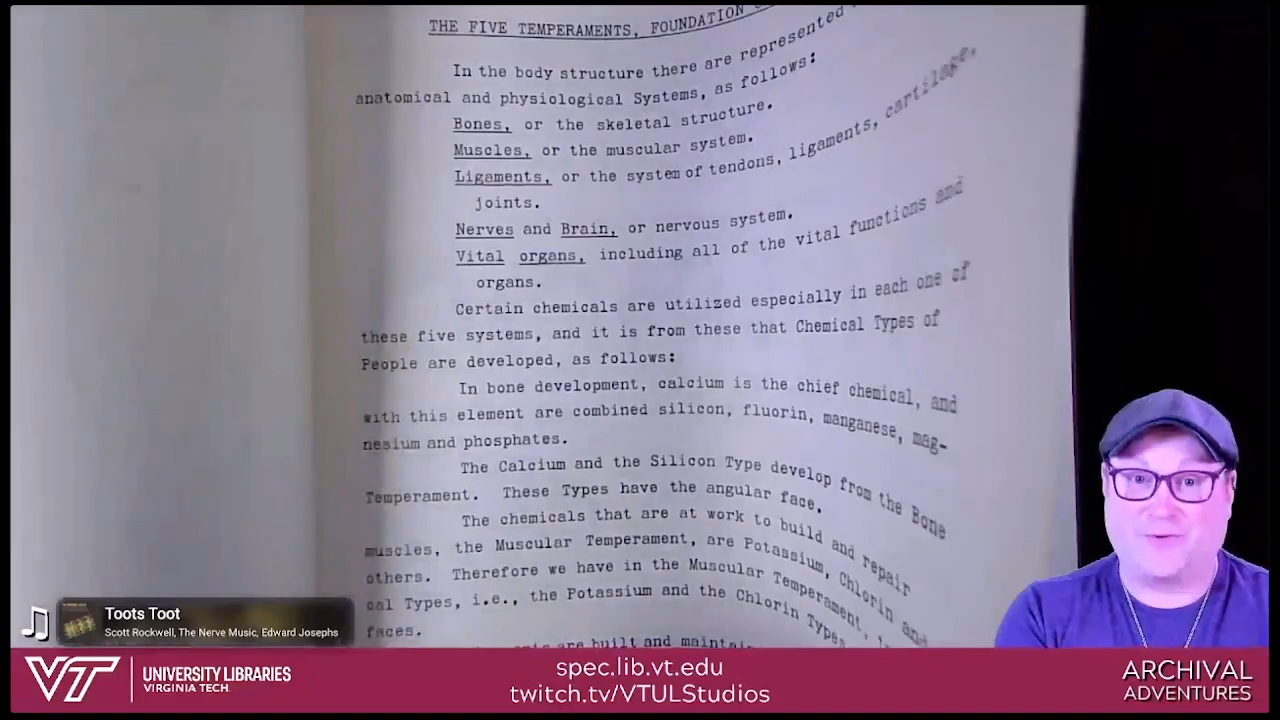 THE FIVE TEMPERAMENTS, FOUNDATION
In the body structure there are represented
anatomical and physiological Systems, as follows:
Bones, or the skeletal structure.
Muscles, or the muscular system.
Ligaments, or the system of tendons, ligaments, cartilage,
joints.
Nerves and Brain, or nervous system.
Vital organs, including all of the vital functions and
organs.
Certain chemicals are utilized especially in each one of
these five systems, and it is from these that Chemical Types of
People are developed, as follows:
In bone development, calcium is the chief chemical, and
with this element are combined silicon, fluorin, manganese, mag-
nesium and phosphates.
The Calcium and the Silicon Type develop from the Bone
Temperament. These Types have the angular face.
The chemicals that are at work to build and repair
muscles, the Muscular Temperament, are Potassium, Chlorin and
others. Therefore we have in the Muscular Temperament,
cal Types, i.e., the Potassium and the Chlorin Types
faces.
are built and
Toots Toot
Scott Rockwell, The Nerve Music, Edward Josephs
VT UNIVERSITY LIBRARIES
VIRGINIA TECH
spec.lib.vt.edu
twitch.tv/VTULStudios
ARCHIVAL
ADVENTURES